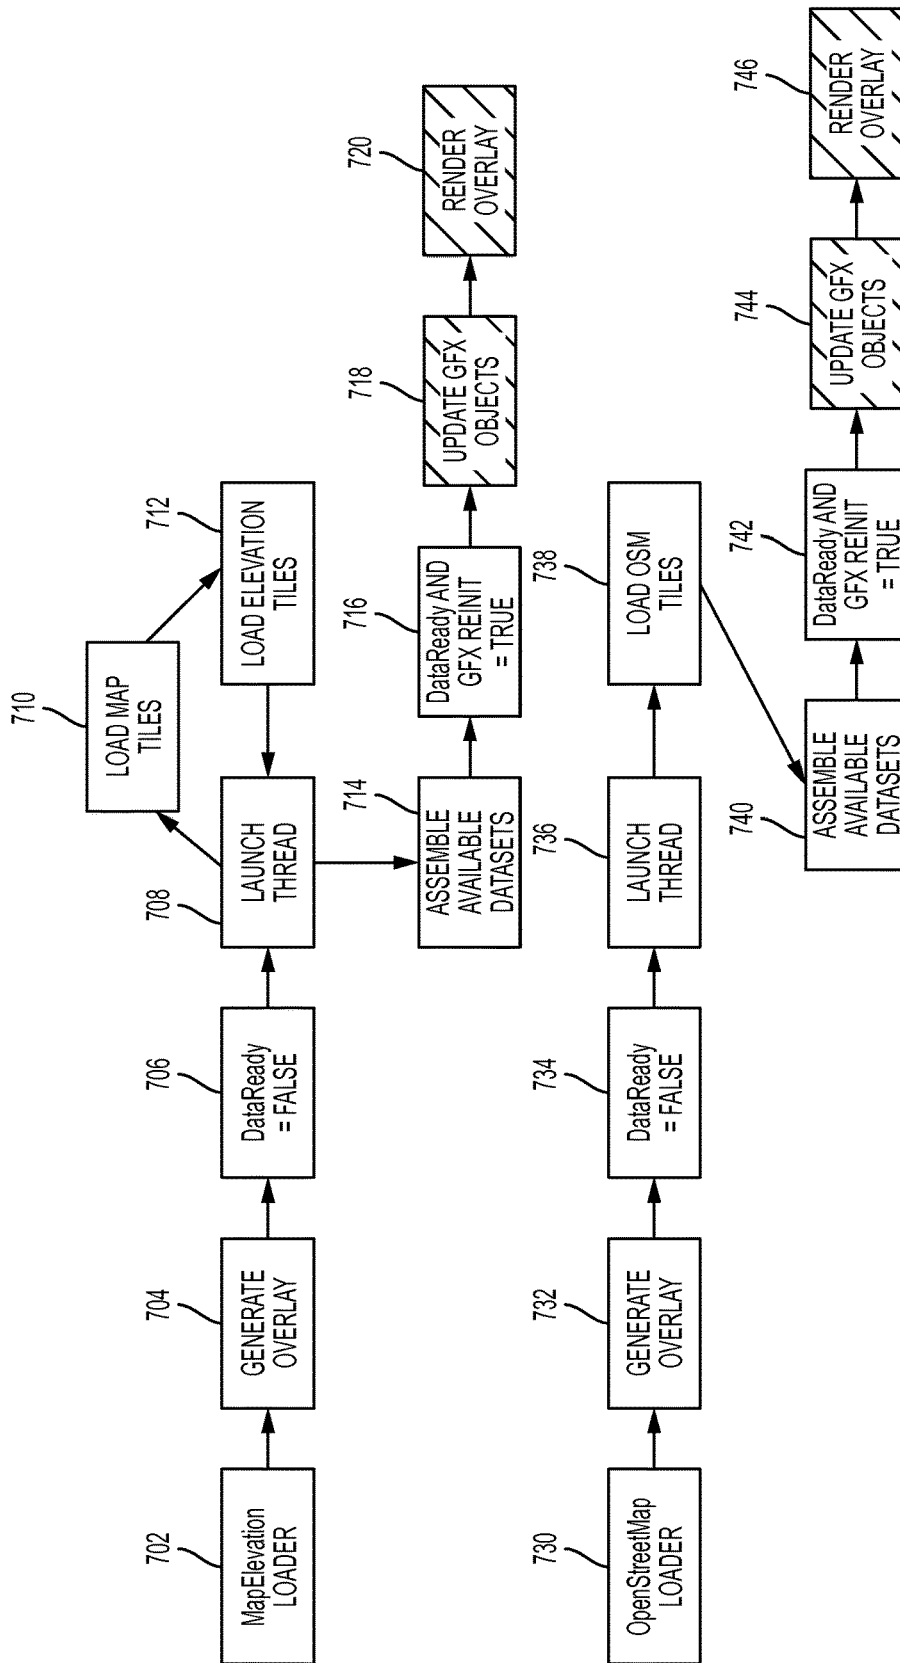 702
MapElevation
LOADER
704
GENERATE
OVERLAY
706
DataReady
= FALSE
708
LAUNCH
THREAD
710
LOAD MAP
TILES
712
LOAD ELEVATION
TILES
714
ASSEMBLE
AVAILABLE
DATASETS
716
DataReady AND
GFX REINIT
= TRUE
718
UPDATE GFX
OBJECTS
720
RENDER
OVERLAY
730
OpenStreetMap
LOADER
732
GENERATE
OVERLAY
734
DataReady
= FALSE
736
LAUNCH
THREAD
738
LOAD OSM
TILES
740
ASSEMBLE
AVAILABLE
DATASETS
742
DataReady AND
GFX REINIT
= TRUE
744
UPDATE GFX
OBJECTS
746
RENDER
OVERLAY